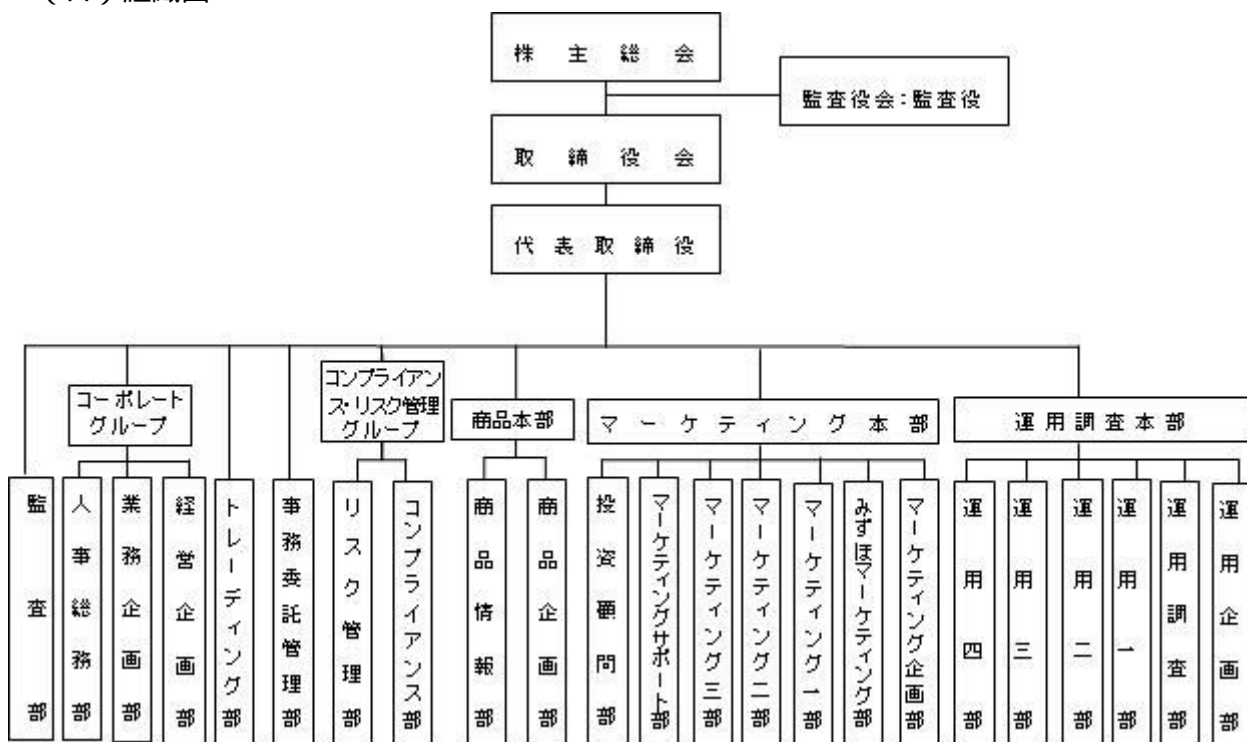 株主総会
監査役会：監査役
取締役会
代表取締役
コーポレート
グループ
コンプライアン
ス・リスク管理
グループ
商品本部
マーケティング本部
運用調査本部
監査部
人事総務部
業務企画部
経営企画部
トレーディング部
事務委託管理部
リスク管理部
コンプライアンス部
商品情報部
商品企画部
投資顧問部
マーケティングサポート部
マーケティング三部
マーケティング二部
マーケティング一部
みずほマーケティング部
マーケティング企画部
運用四部
運用三部
運用二部
運用一部
運用調査部
運用企画部